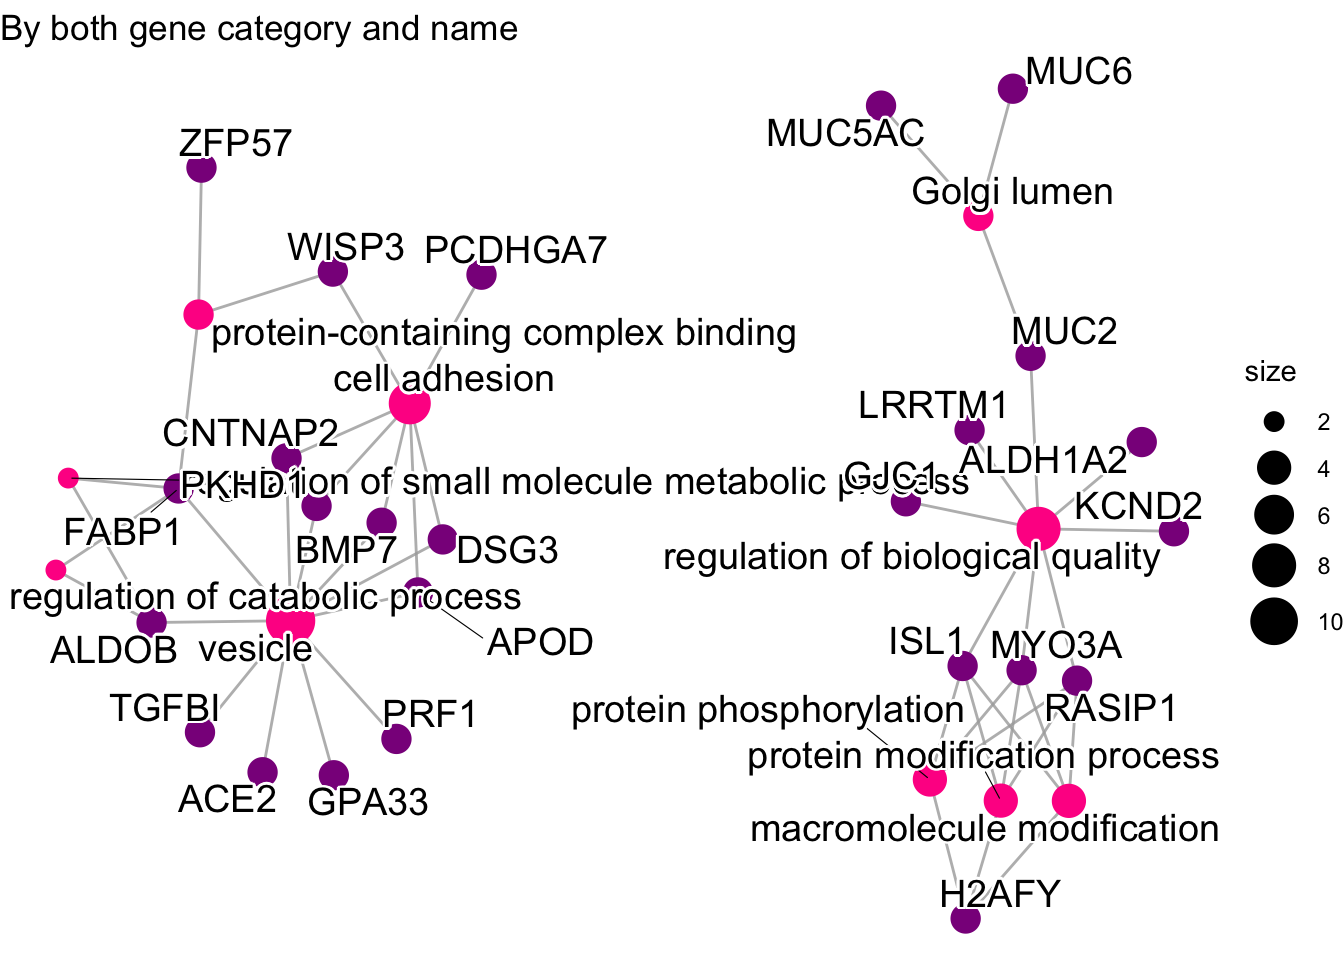 By both gene category and name
MUC6
MUC5AC
ZFP57
Golgi lumen
WISP3
PCDHGA7
protein-containing complex binding
MUC2
size
cell adhesion
2
LRRTM1
CNTNAP2
ALDH1A2
4
PKHD1
of small molecule metabolic process
GJC1
KCND2
6
FABP1
BMP7
DSG3
regulation of biological quality
8
regulation of catabolic process
10
ALDOB
vesicle
APOD
ISL1
MYO3A
TGFBI
PRF1
protein phosphorylation
RASIP1
protein modification process
ACE2
GPA33
macromolecule modification
H2AFY